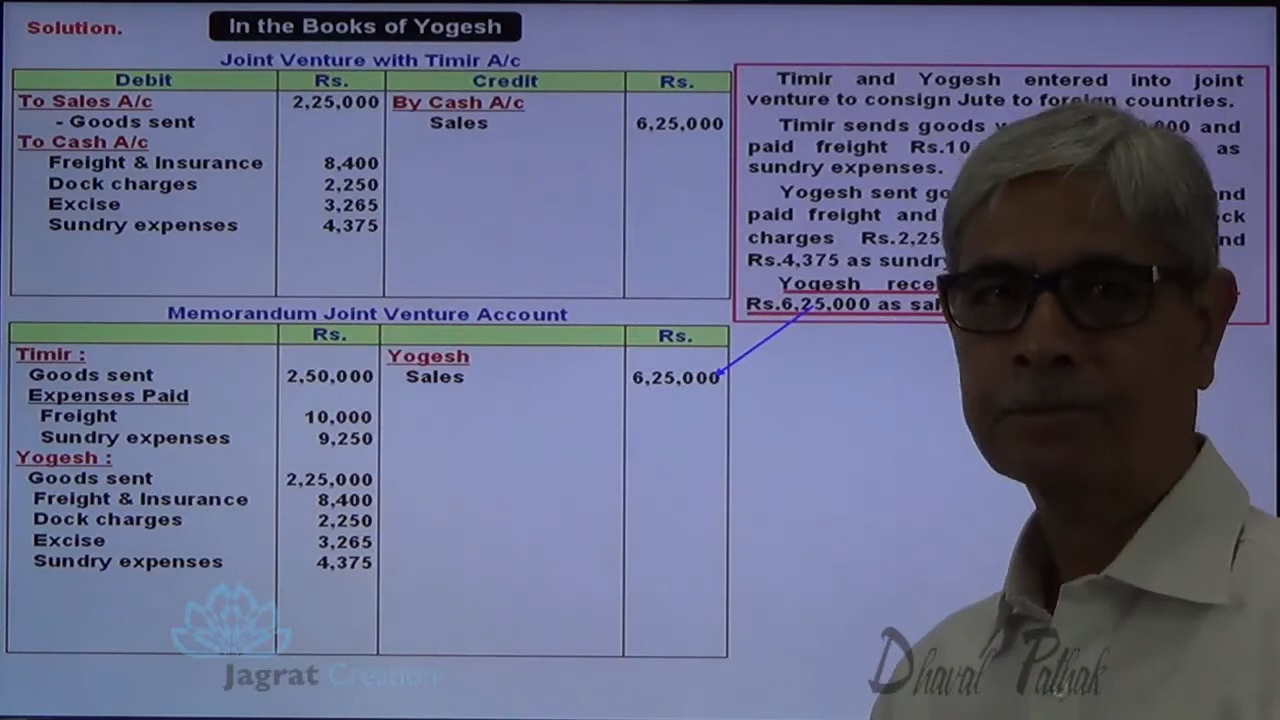 Solution.
In the Books of Yogesh
Joint Venture with Timir A/c
Debit Rs. Credit Rs.
To Sales A/c 2,25,000 By Cash A/c
- Goods sent Sales 6,25,000
To Cash A/c
Freight & Insurance 8,400
Dock charges 2,250
Excise 3,265
Sundry expenses 4,375
Memorandum Joint Venture Account
Rs. Rs.
Timir : Yogesh
Goods sent 2,50,000 Sales 6,25,000
Expenses Paid
Freight 10,000
Sundry expenses 9,250
Yogesh :
Goods sent 2,25,000
Freight & Insurance 8,400
Dock charges 2,250
Excise 3,265
Sundry expenses 4,375
Timir and Yogesh entered into joint
venture to consign Jute to foreign countries.
Timir sends goods and
paid freight as
sundry expenses.
Yogesh sent
paid freight and
charges
Rs.4,375 as
Yogesh
Rs.6,25,000 as
Jagrat Creation
Dhaval Pathak